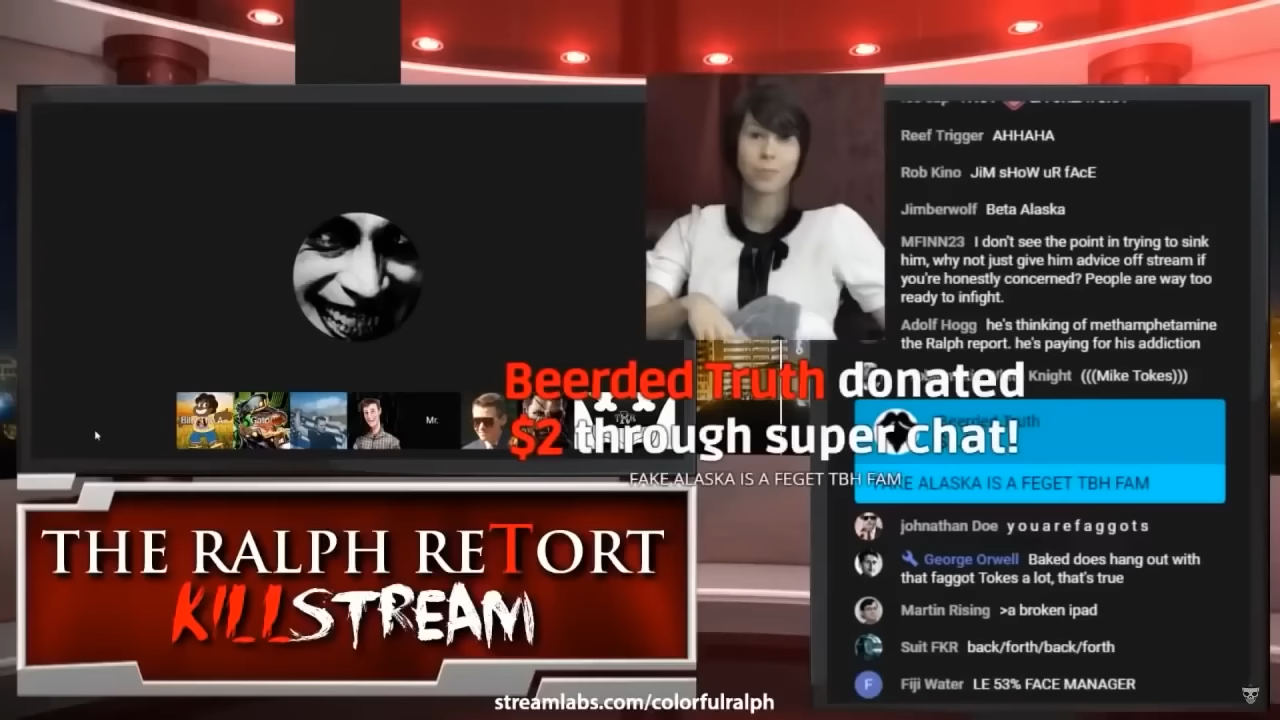 Reef Trigger AHHAHA
Rob Kino JiM sHoW uR fAcE
Jimberwolf Beta Alaska
MFINN23 I don't see the point in trying to sink
him, why not just give him advice off stream if
you're honestly concerned? People are way too
ready to infight.
Adolf Hogg he's thinking of methamphetamine
the Ralph report. he's paying for his addiction
Knight (((Mike Tokes)))
Mr.
Beerded Truth donated
$2 through super chat!
FAKE ALASKA IS A FEGET TBH FAM
Beerded Truth
FAKE ALASKA IS A FEGET TBH FAM
johnathan Doe y o u a r e f a g g o t s
George Orwell Baked does hang out with
that faggot Tokes a lot, that's true
Martin Rising >a broken ipad
Suit FKR back/forth/back/forth
F Fiji Water LE 53% FACE MANAGER
THE RALPH RETORT
KILLSTREAM
streamlabs.com/colorfulralph